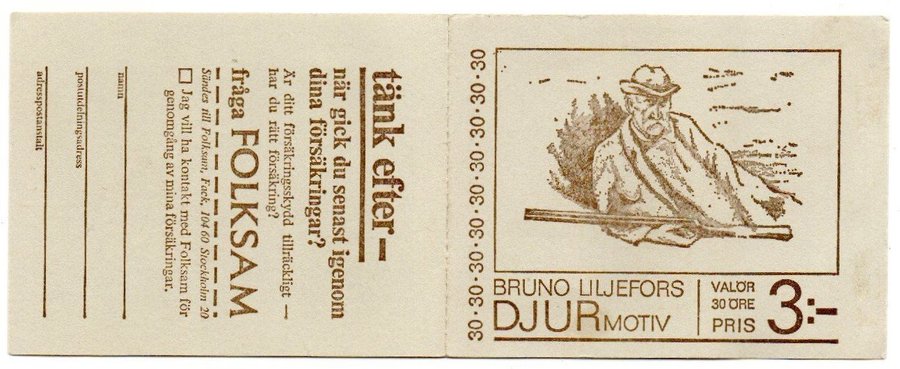 tänk efter–
när gick du senast igenom
dina försäkringar?
Är ditt försäkringsskydd tillräckligt –
har du rätt försäkring?
fråga FOLKSAM
Sändes till Folksam, Fack, 104 60 Stockholm 20
Jag vill ha kontakt med Folksam för
genomgång av mina försäkringar.
namn
postutdelningsadress
adresspostanstalt
30·30·30·30·30·30·30·30·30·30
BRUNO LILJEFORS
DJURMOTIV
VALÖR
30 ÖRE
PRIS 3:–